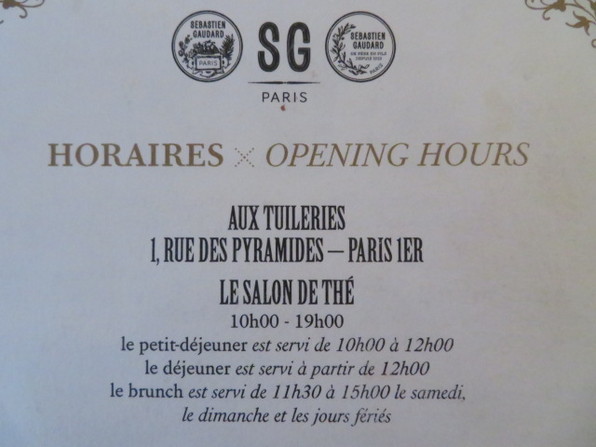 SEBASTIEN
GAUDARD
PARIS
SG
PARIS
SEBASTIEN
GAUDARD
PARIS
HORAIRES × OPENING HOURS
AUX TUILERIES
1, RUE DES PYRAMIDES – PARIS 1ER
LE SALON DE THÉ
10h00 - 19h00
le petit-déjeuner est servi de 10h00 à 12h00
le déjeuner est servi à partir de 12h00
le brunch est servi de 11h30 à 15h00 le samedi,
le dimanche et les jours fériés